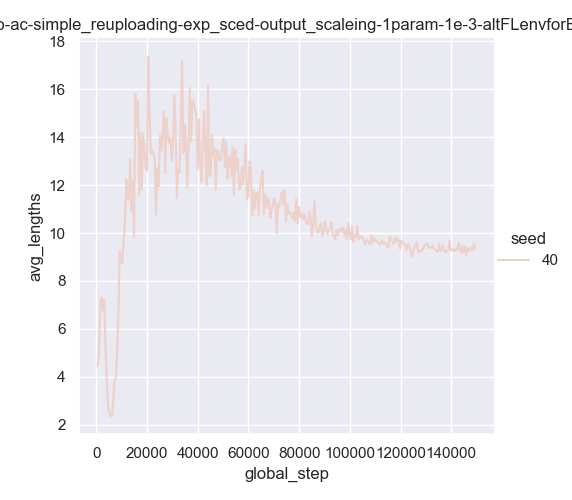 o-ac-simple_reuploading-exp_sced-output_scaleing-1param-1e-3-altFLenvforE
18
16
14
12
10
8
6
4
2
avg_lengths
0 20000 40000 60000 80000 100000 120000 140000
global_step
seed
40